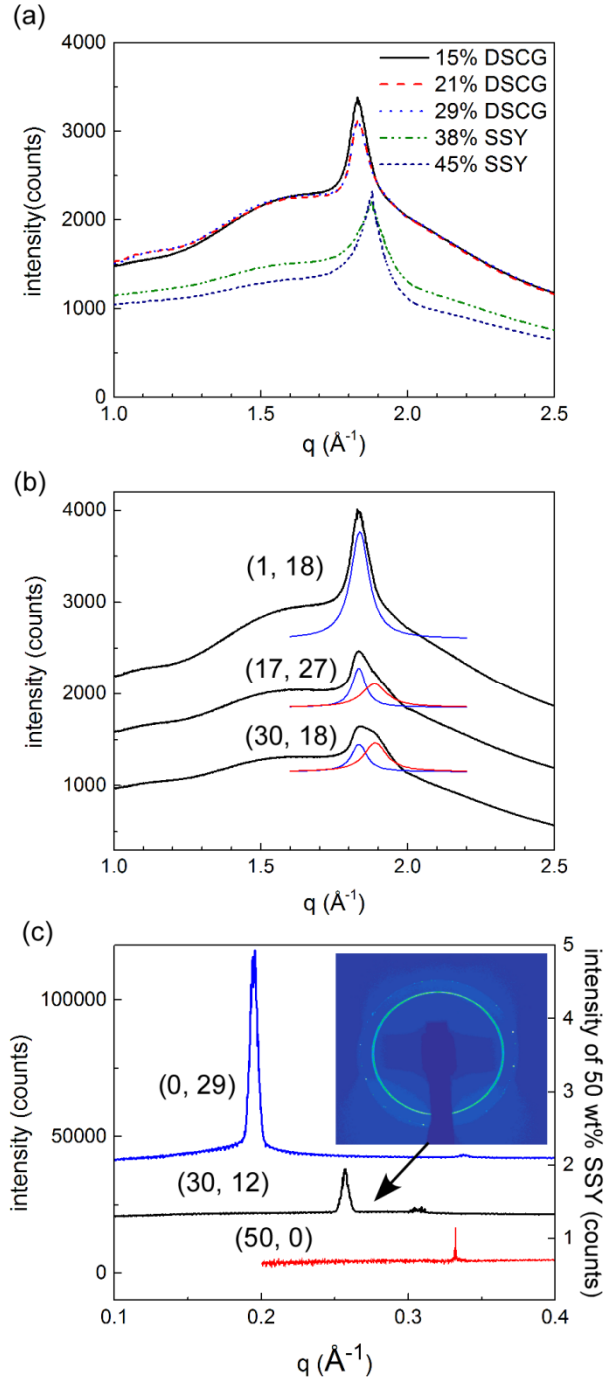 (a)
4000
3000
2000
1000
0
intensity(counts)
15% DSCG
21% DSCG
29% DSCG
38% SSY
45% SSY
1.0 1.5 2.0 2.5
q (Å⁻¹)
(b)
4000
3000
2000
1000
intensity (counts)
(1, 18)
(17, 27)
(30, 18)
1.0 1.5 2.0 2.5
q (Å⁻¹)
(c)
100000
50000
0
intensity (counts)
(0, 29)
(30, 12)
(50, 0)
5
4
3
2
1
intensity of 50 wt% SSY (counts)
0.1 0.2 0.3 0.4
q (Å⁻¹)